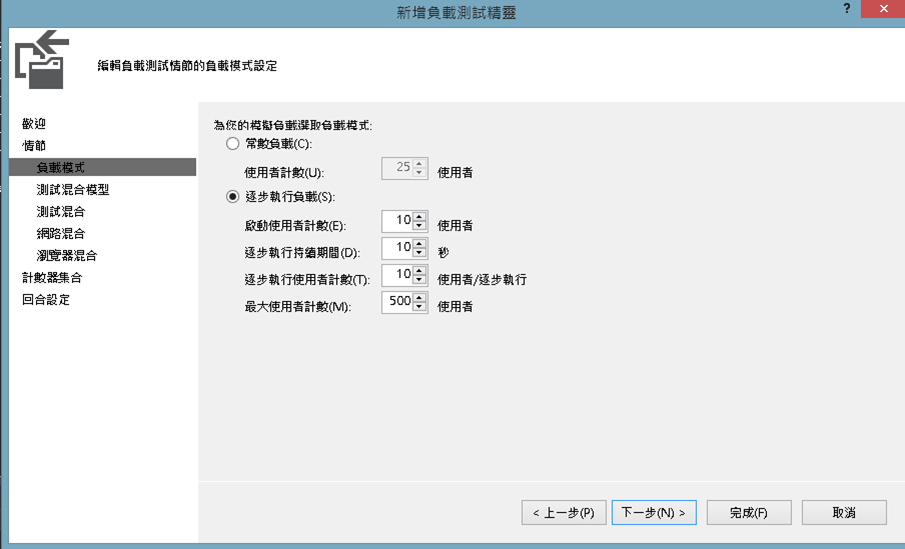 新增負載測試精靈
?
編輯負載測試情節的負載模式設定
歡迎
情節
負載模式
測試混合模型
測試混合
網路混合
瀏覽器混合
計數器集合
回合設定
為您的模擬負載選取負載模式:
常數負載(C):
使用者計數(U): 25 使用者
逐步執行負載(S):
啟動使用者計數(E): 10 使用者
逐步執行持續期間(D): 10 秒
逐步執行使用者計數(T): 10 使用者/逐步執行
最大使用者計數(M): 500 使用者
< 上一步(P) 下一步(N) > 完成(F) 取消